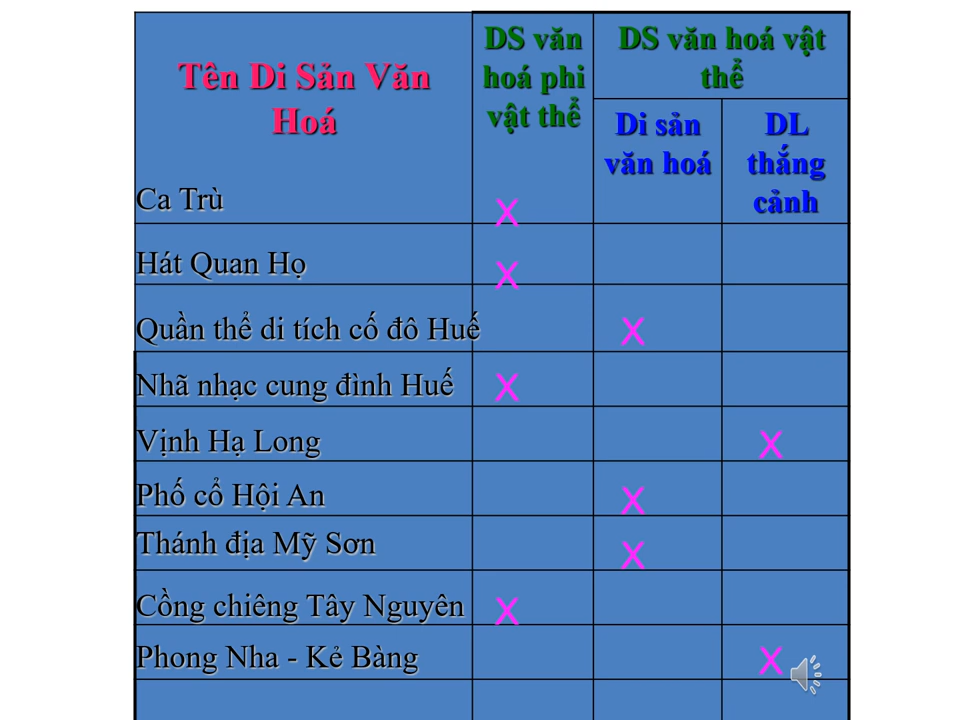 Tên Di Sản Văn
Hoá
DS văn
hoá phi
vật thể
DS văn hoá vật
thể
Di sản
văn hoá
DL
thắng
cảnh
Ca Trù X
Hát Quan Họ X
Quần thể di tích cố đô Huế X
Nhã nhạc cung đình Huế X
Vịnh Hạ Long X
Phố cổ Hội An X
Thánh địa Mỹ Sơn X
Cồng chiêng Tây Nguyên X
Phong Nha - Kẻ Bàng X